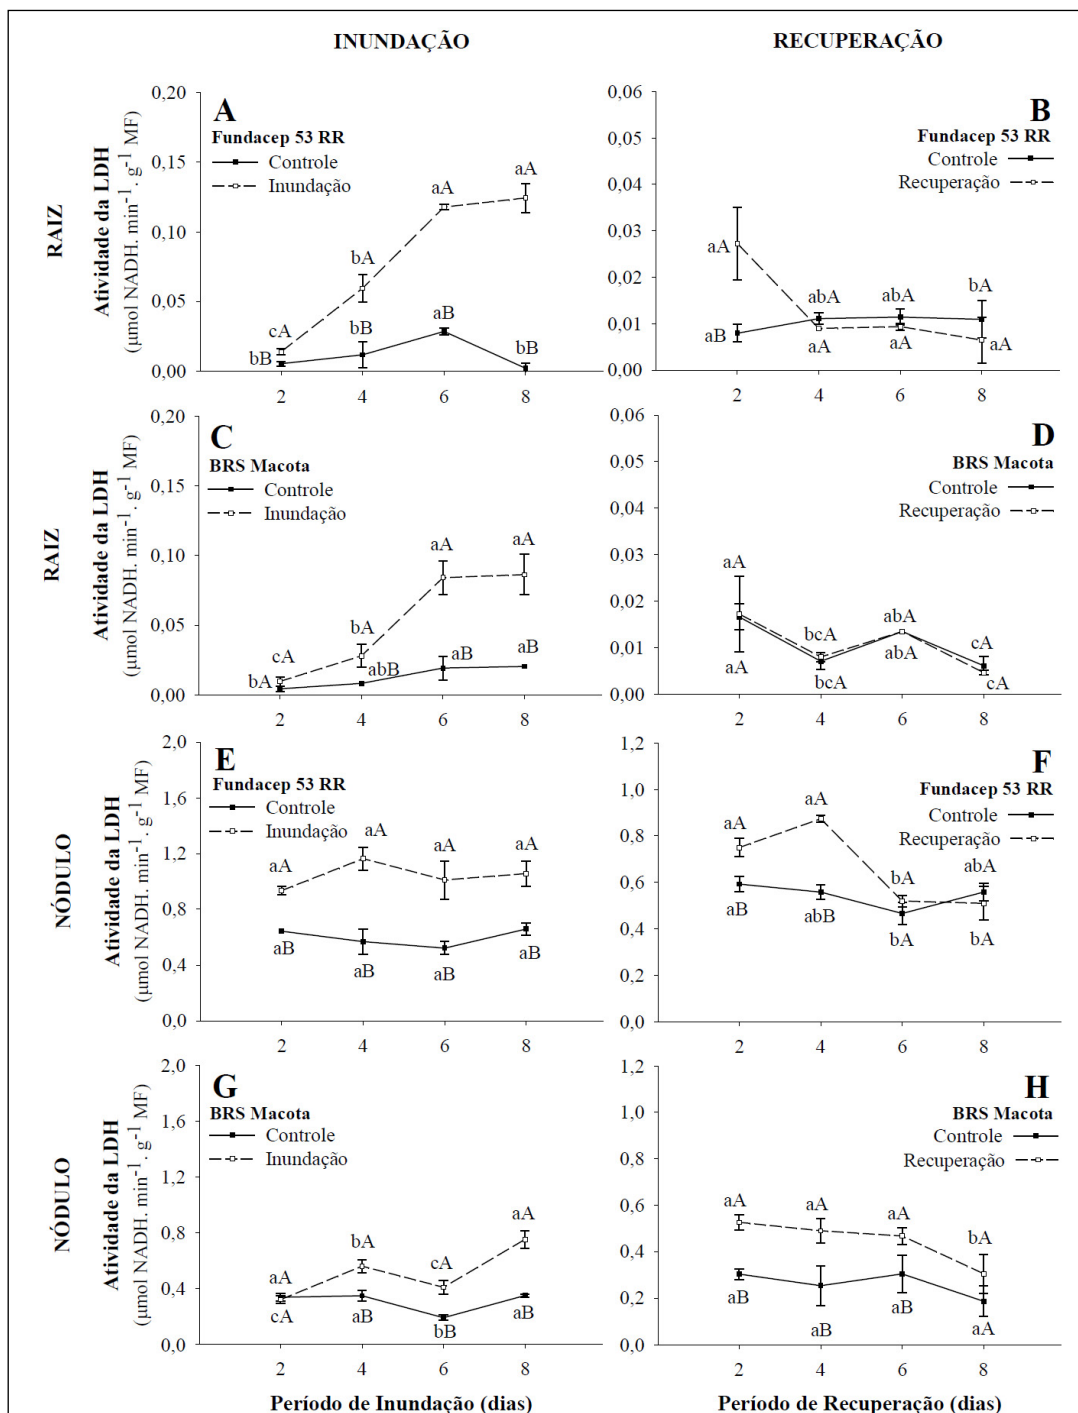 INUNDAÇÃO
RECUPERAÇÃO
RAIZ
Atividade da LDH
(µmol NADH. min-1. g-1 MF)
0,20
0,15
0,10
0,05
0,00
A
Fundacep 53 RR
Controle
Inundação
cA
bA
aA
aA
bB
bB
aB
bB
2
4
6
8
0,06
0,05
0,04
0,03
0,02
0,01
0,00
B
Fundacep 53 RR
Controle
Recuperação
aA
abA
abA
bA
aB
aA
aA
aA
2
4
6
8
RAIZ
Atividade da LDH
(µmol NADH. min-1. g-1 MF)
0,20
0,15
0,10
0,05
0,00
C
BRS Macota
Controle
Inundação
cA
bA
aA
aA
bA
abB
aB
aB
2
4
6
8
0,06
0,05
0,04
0,03
0,02
0,01
0,00
D
BRS Macota
Controle
Recuperação
aA
bcA
abA
cA
aA
bcA
abA
cA
2
4
6
8
NÓDULO
Atividade da LDH
(µmol NADH. min-1. g-1 MF)
2,0
1,6
1,2
0,8
0,4
0,0
E
Fundacep 53 RR
Controle
Inundação
aA
aA
aA
aA
aB
aB
aB
aB
2
4
6
8
1,2
1,0
0,8
0,6
0,4
0,2
0,0
F
Fundacep 53 RR
Controle
Recuperação
aA
aA
bA
abA
aB
abB
bA
bA
2
4
6
8
NÓDULO
Atividade da LDH
(µmol NADH. min-1. g-1 MF)
2,0
1,6
1,2
0,8
0,4
0,0
G
BRS Macota
Controle
Inundação
aA
bA
cA
aA
cA
aB
bB
aB
2
4
6
8
Período de Inundação (dias)
1,2
1,0
0,8
0,6
0,4
0,2
0,0
H
BRS Macota
Controle
Recuperação
aA
aA
aA
bA
aB
aB
aB
aA
2
4
6
8
Período de Recuperação (dias)